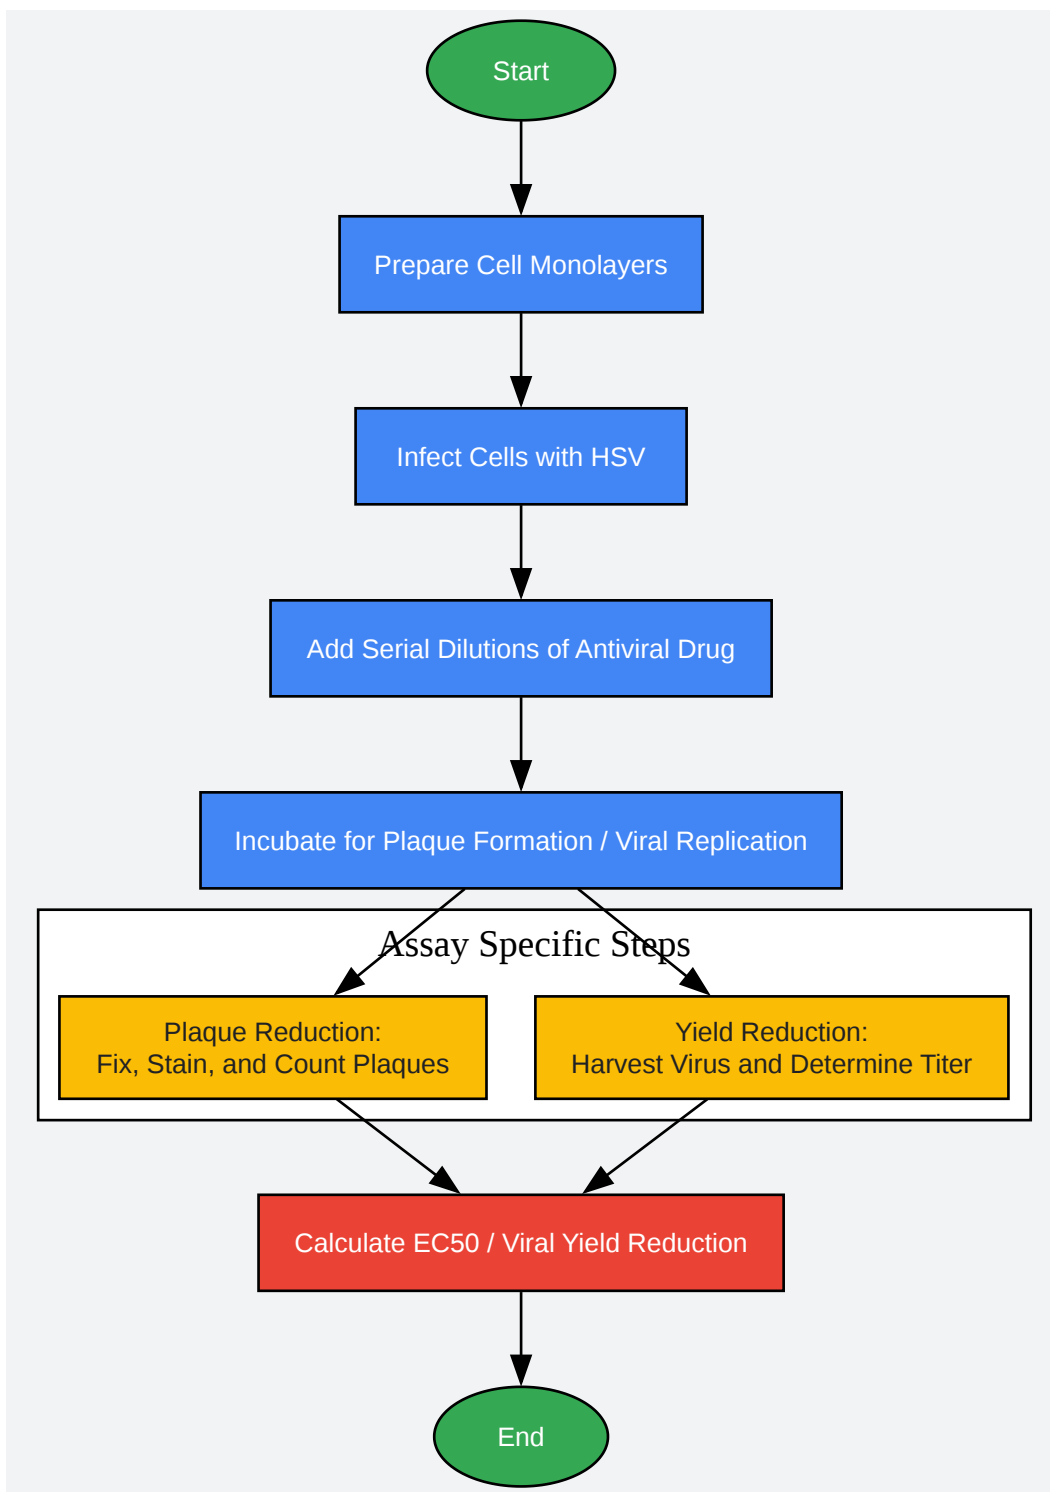 Start
Prepare Cell Monolayers
Infect Cells with HSV
Add Serial Dilutions of Antiviral Drug
Incubate for Plaque Formation / Viral Replication
Assay Specific Steps
Plaque Reduction:
Fix, Stain, and Count Plaques
Yield Reduction:
Harvest Virus and Determine Titer
Calculate EC50 / Viral Yield Reduction
End